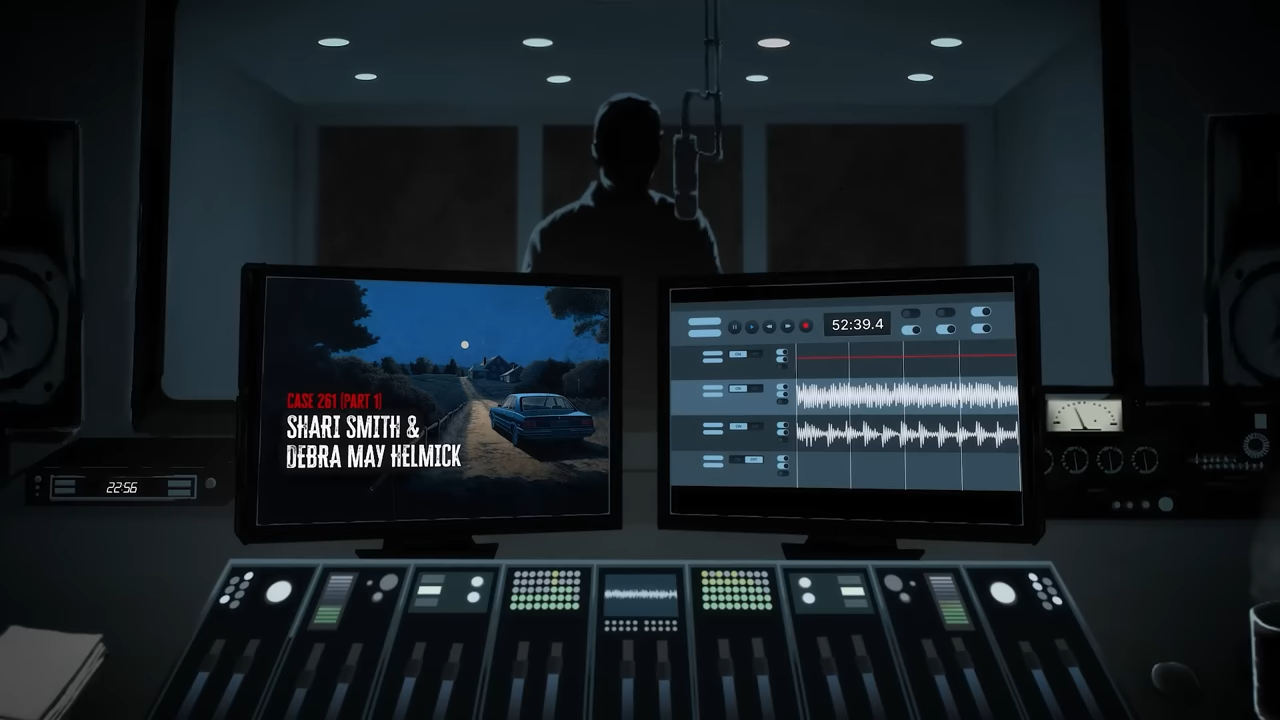 CASE 261 (PART 1)
SHARI SMITH &
DEBRA MAY HELMICK
52:39.4
22:56